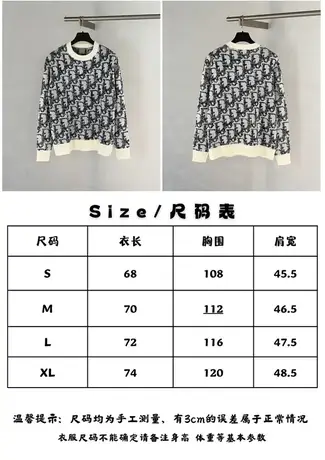 Size/尺码表
尺码 衣长 胸围 肩宽
S 68 108 45.5
M 70 112 46.5
L 72 116 47.5
XL 74 120 48.5
温馨提示：尺码均为手工测量、有3cm的误差属于正常情况
衣服尺码不能确定请备注身高 体重等基本参数